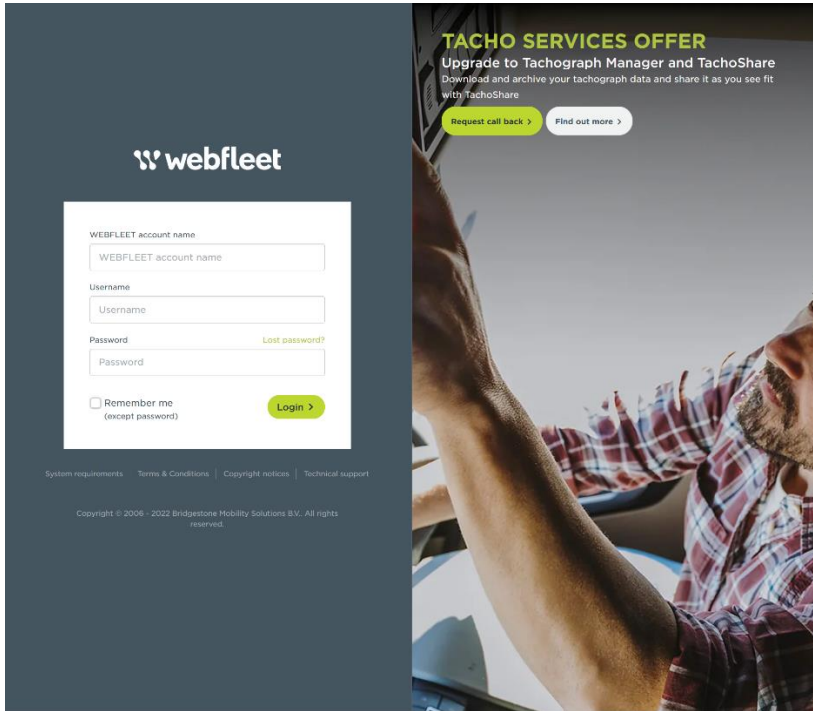 webfleet
WEBFLEET account name
WEBFLEET account name
Username
Username
Password
Lost password?
Password
Remember me
(except password)
Login >
System requirements
Terms & Conditions | Copyright notices | Technical support
Copyright © 2006 - 2022 Bridgestone Mobility Solutions B.V.. All rights
reserved.
TACHO SERVICES OFFER
Upgrade to Tachograph Manager and TachoShare
Download and archive your tachograph data and share it as you see fit
with TachoShare
Request call back >
Find out more >